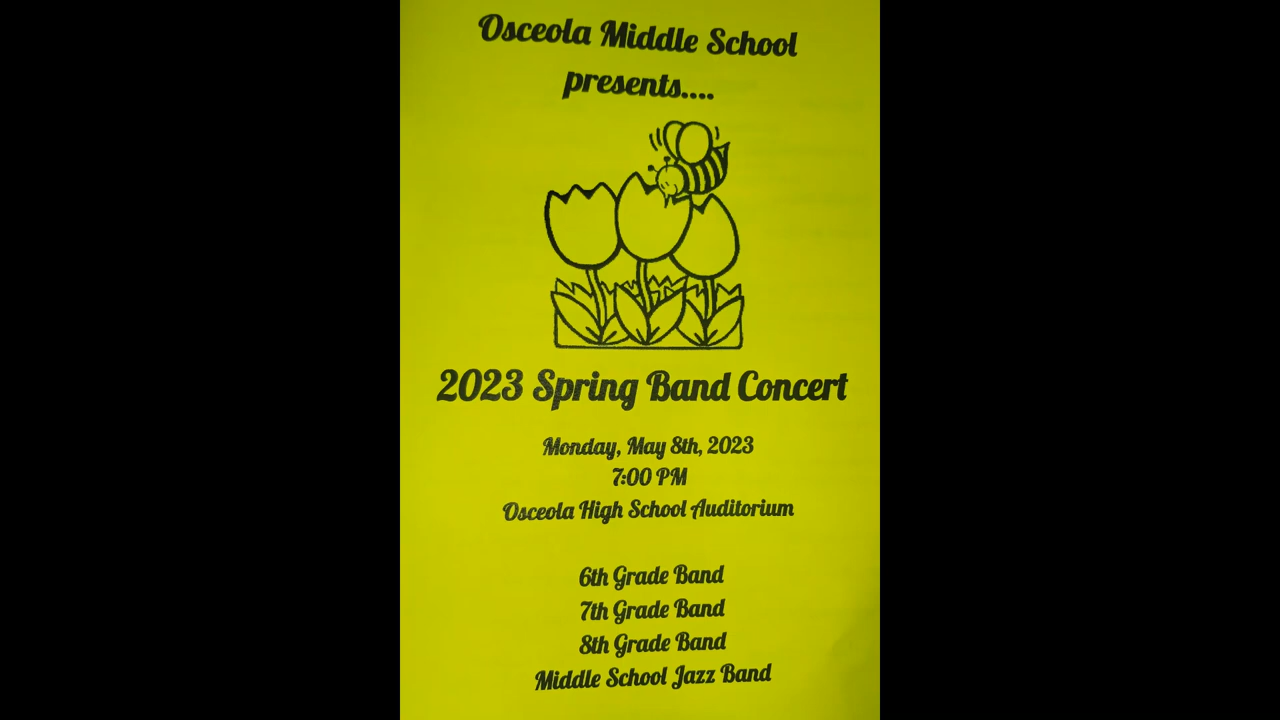 Osceola Middle School
presents....
2023 Spring Band Concert
Monday, May 8th, 2023
7:00 PM
Osceola High School Auditorium
6th Grade Band
7th Grade Band
8th Grade Band
Middle School Jazz Band